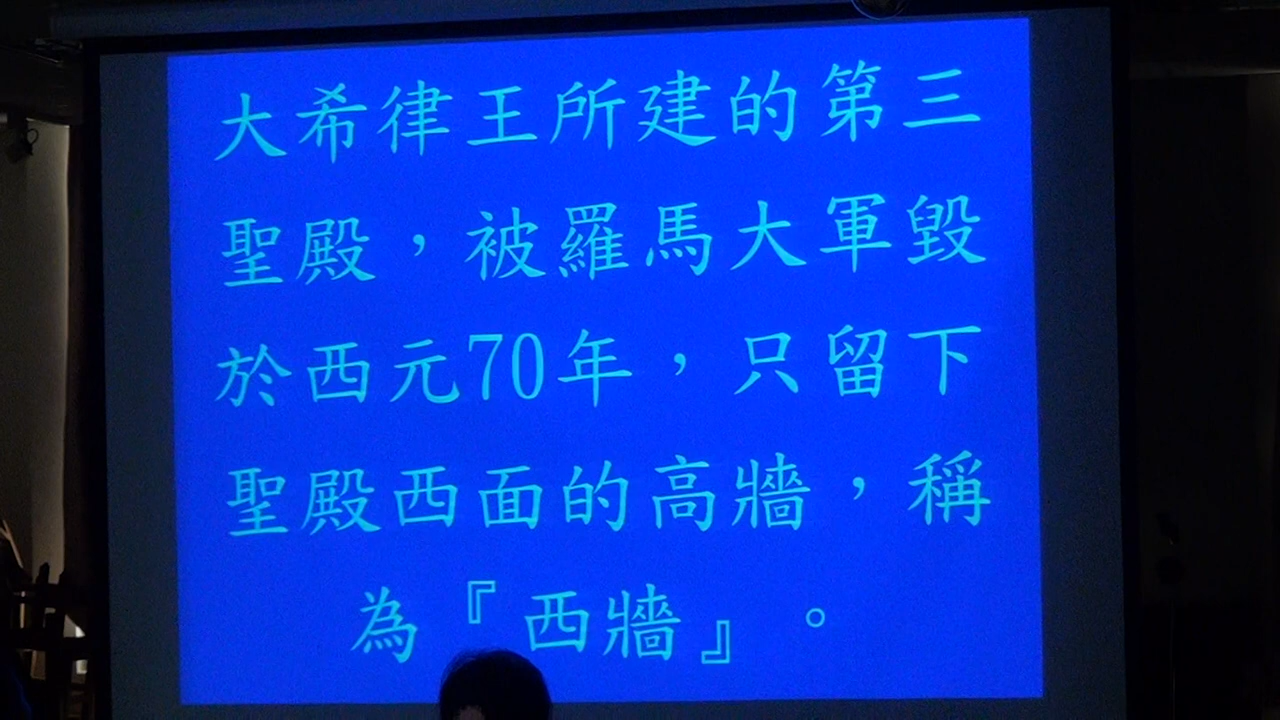 大希律王所建的第三
聖殿，被羅馬大軍毀
於西元70年，只留下
聖殿西面的高牆，稱
為『西牆』。